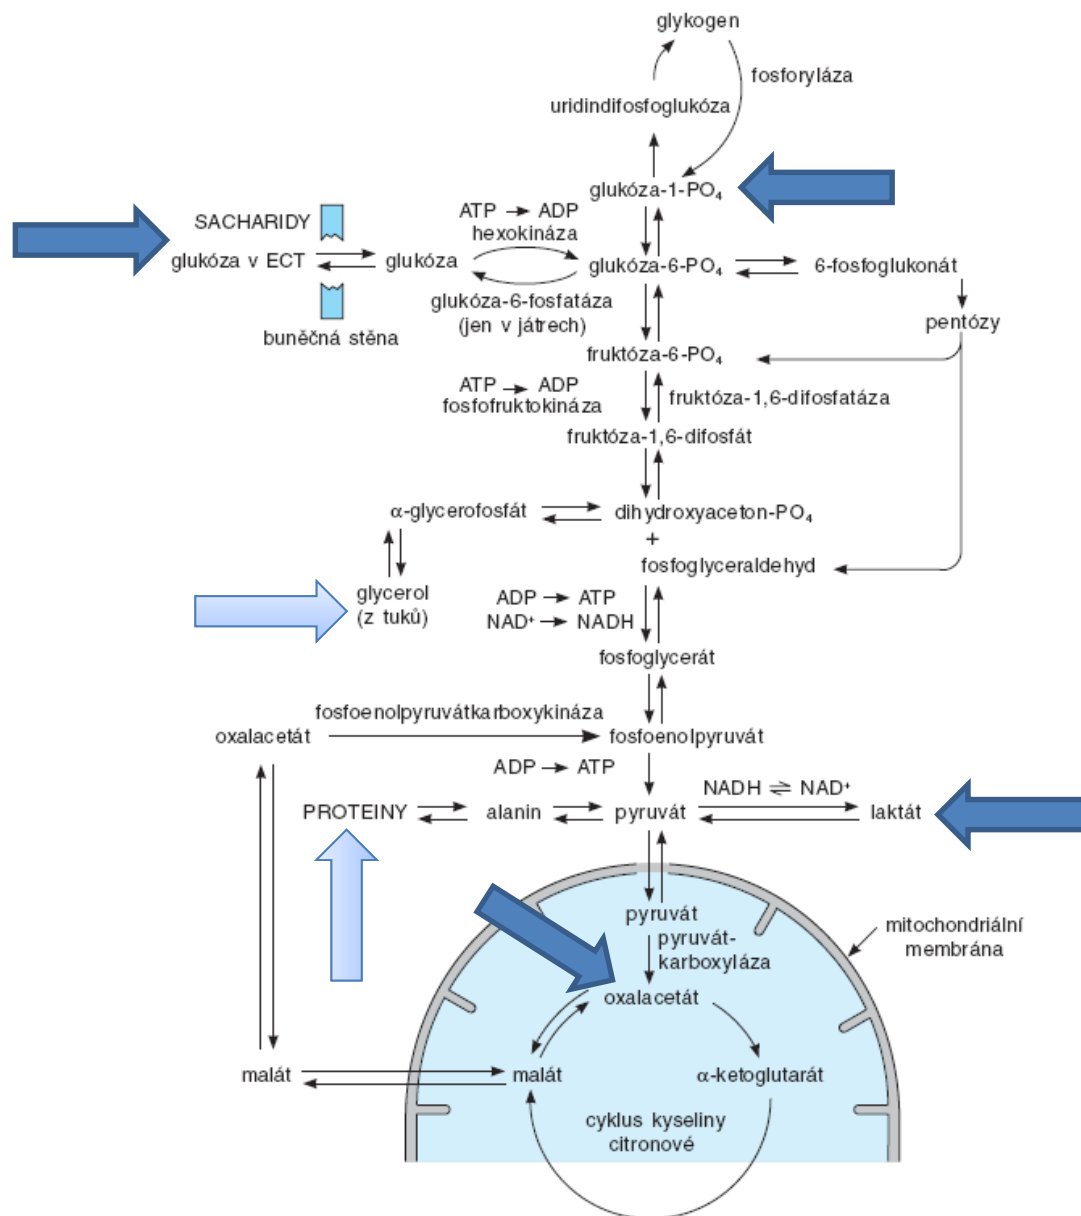 glykogen
fosforyláza
uridindifosfoglukóza
glukóza-1-PO₄
SACHARIDY
ATP → ADP
hexokináza
glukóza v ECT
glukóza
glukóza-6-PO₄
6-fosfoglukonát
glukóza-6-fosfatáza
(jen v játrech)
buněčná stěna
pentózy
fruktóza-6-PO₄
ATP → ADP
fosfofruktokináza
fruktóza-1,6-difosfatáza
fruktóza-1,6-difosfát
α-glycerofosfát
dihydroxyaceton-PO₄
+
fosfoglyceraldehyd
glycerol
(z tuků)
ADP → ATP
NAD⁺ → NADH
fosfoglycerát
fosfoenolpyruvátkarboxykináza
oxalacetát
fosfoenolpyruvát
ADP → ATP
NADH ⇌ NAD⁺
PROTEINY
alanin
pyruvát
laktát
pyruvát
pyruvát-
karboxyláza
mitochondriální
membrána
oxalacetát
malát
malát
α-ketoglutarát
cyklus kyseliny
citronové